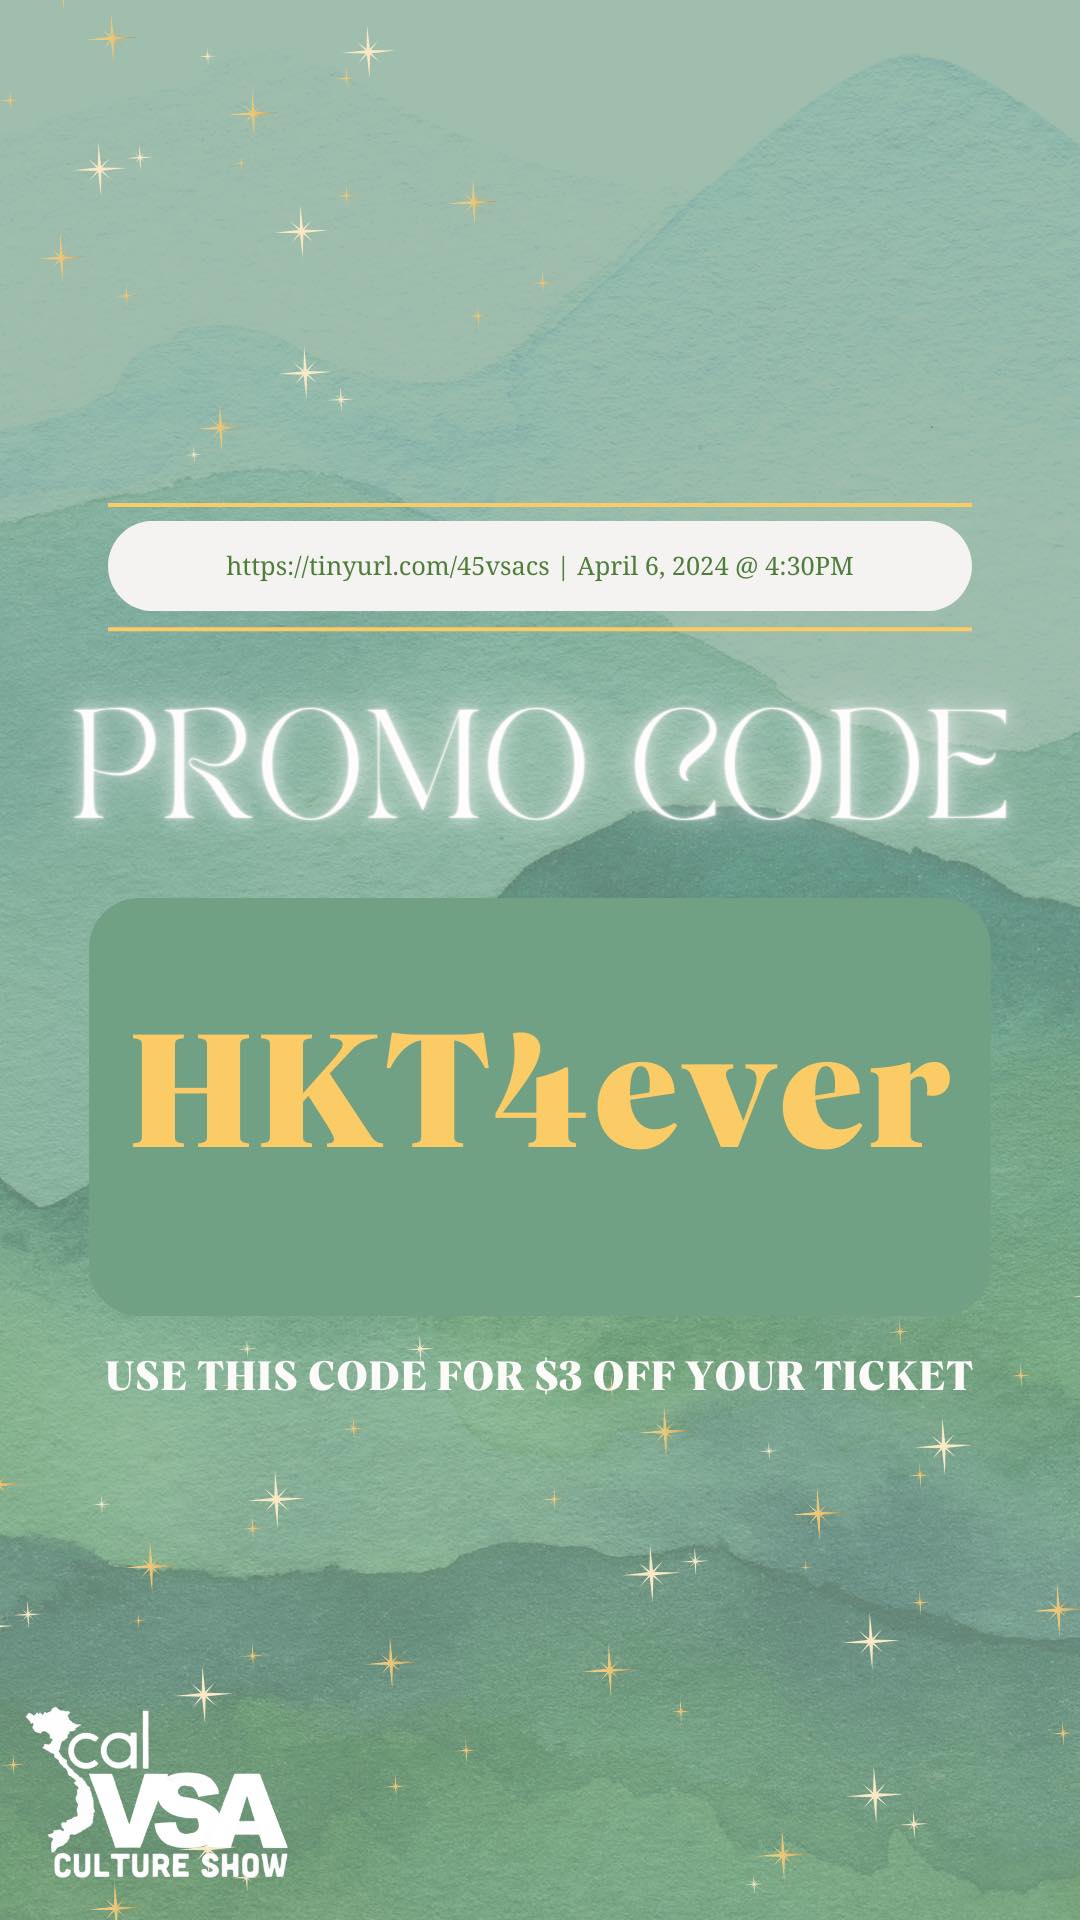 https://tinyurl.com/45vsacs | April 6, 2024 @ 4:30PM
PROMO CODE
HKT4ever
USE THIS CODE FOR $3 OFF YOUR TICKET
cal
VSA
CULTURE SHOW